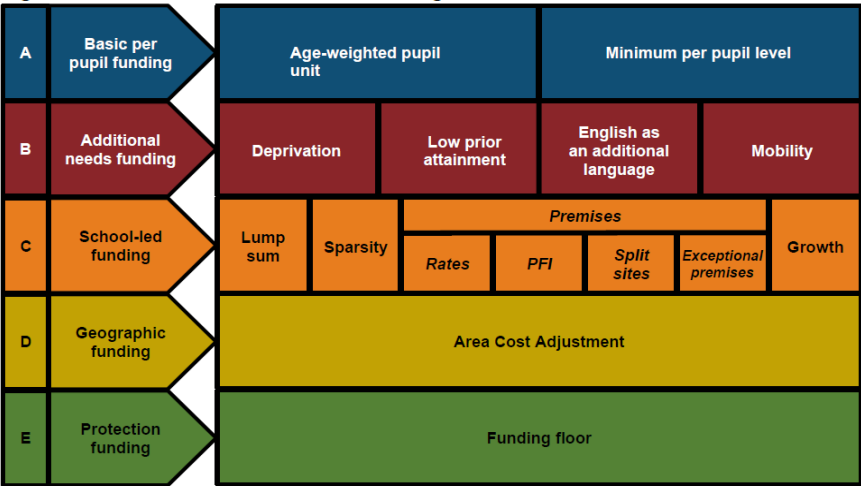 A
Basic per
pupil funding
Age-weighted pupil
unit
Minimum per pupil level
B
Additional
needs funding
Deprivation
Low prior
attainment
English as
an additional
language
Mobility
C
School-led
funding
Lump
sum
Sparsity
Premises
Rates
PFI
Split
sites
Exceptional
premises
Growth
D
Geographic
funding
Area Cost Adjustment
E
Protection
funding
Funding floor